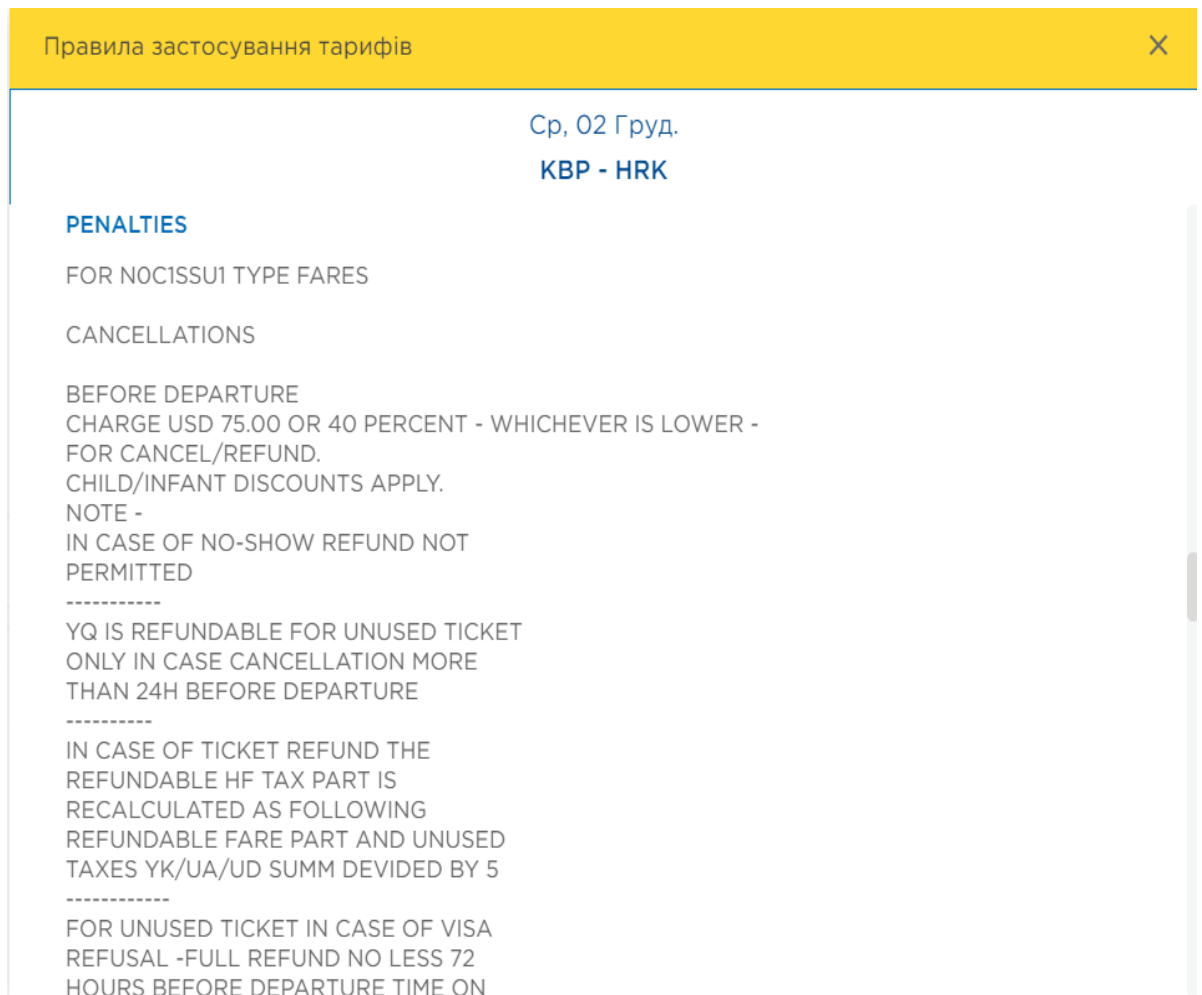 Правила застосування тарифів
Ср, 02 Груд.
KBP - HRK
PENALTIES
FOR N0C1SSU1 TYPE FARES
CANCELLATIONS
BEFORE DEPARTURE
CHARGE USD 75.00 OR 40 PERCENT - WHICHEVER IS LOWER -
FOR CANCEL/REFUND.
CHILD/INFANT DISCOUNTS APPLY.
NOTE -
IN CASE OF NO-SHOW REFUND NOT
PERMITTED
-----------
YQ IS REFUNDABLE FOR UNUSED TICKET
ONLY IN CASE CANCELLATION MORE
THAN 24H BEFORE DEPARTURE
----------
IN CASE OF TICKET REFUND THE
REFUNDABLE HF TAX PART IS
RECALCULATED AS FOLLOWING
REFUNDABLE FARE PART AND UNUSED
TAXES YK/UA/UD SUMM DEVIDED BY 5
------------
FOR UNUSED TICKET IN CASE OF VISA
REFUSAL -FULL REFUND NO LESS 72
HOURS BEFORE DEPARTURE TIME ON